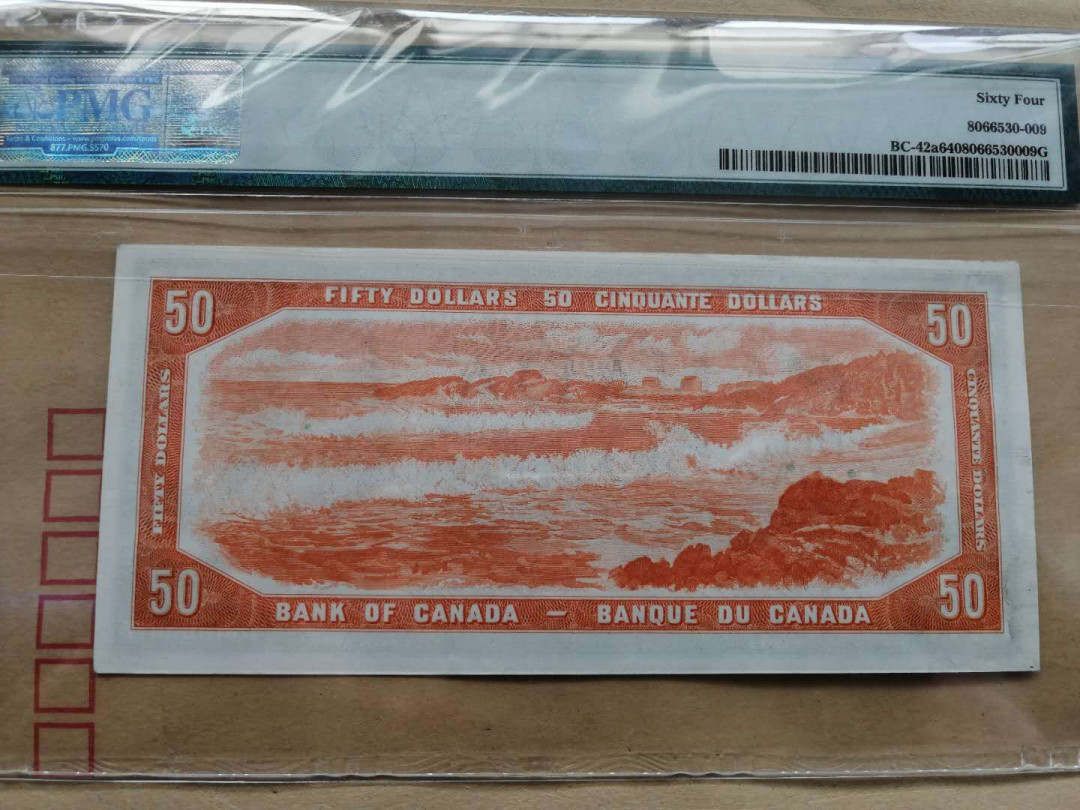 PMG
877.PMG.5570
Sixty Four
8066530-009
BC-42a6408066530009G
FIFTY DOLLARS 50 CINQUANTE DOLLARS
50
50
FIFTY DOLLARS
CINQUANTE DOLLARS
50
50
BANK OF CANADA — BANQUE DU CANADA